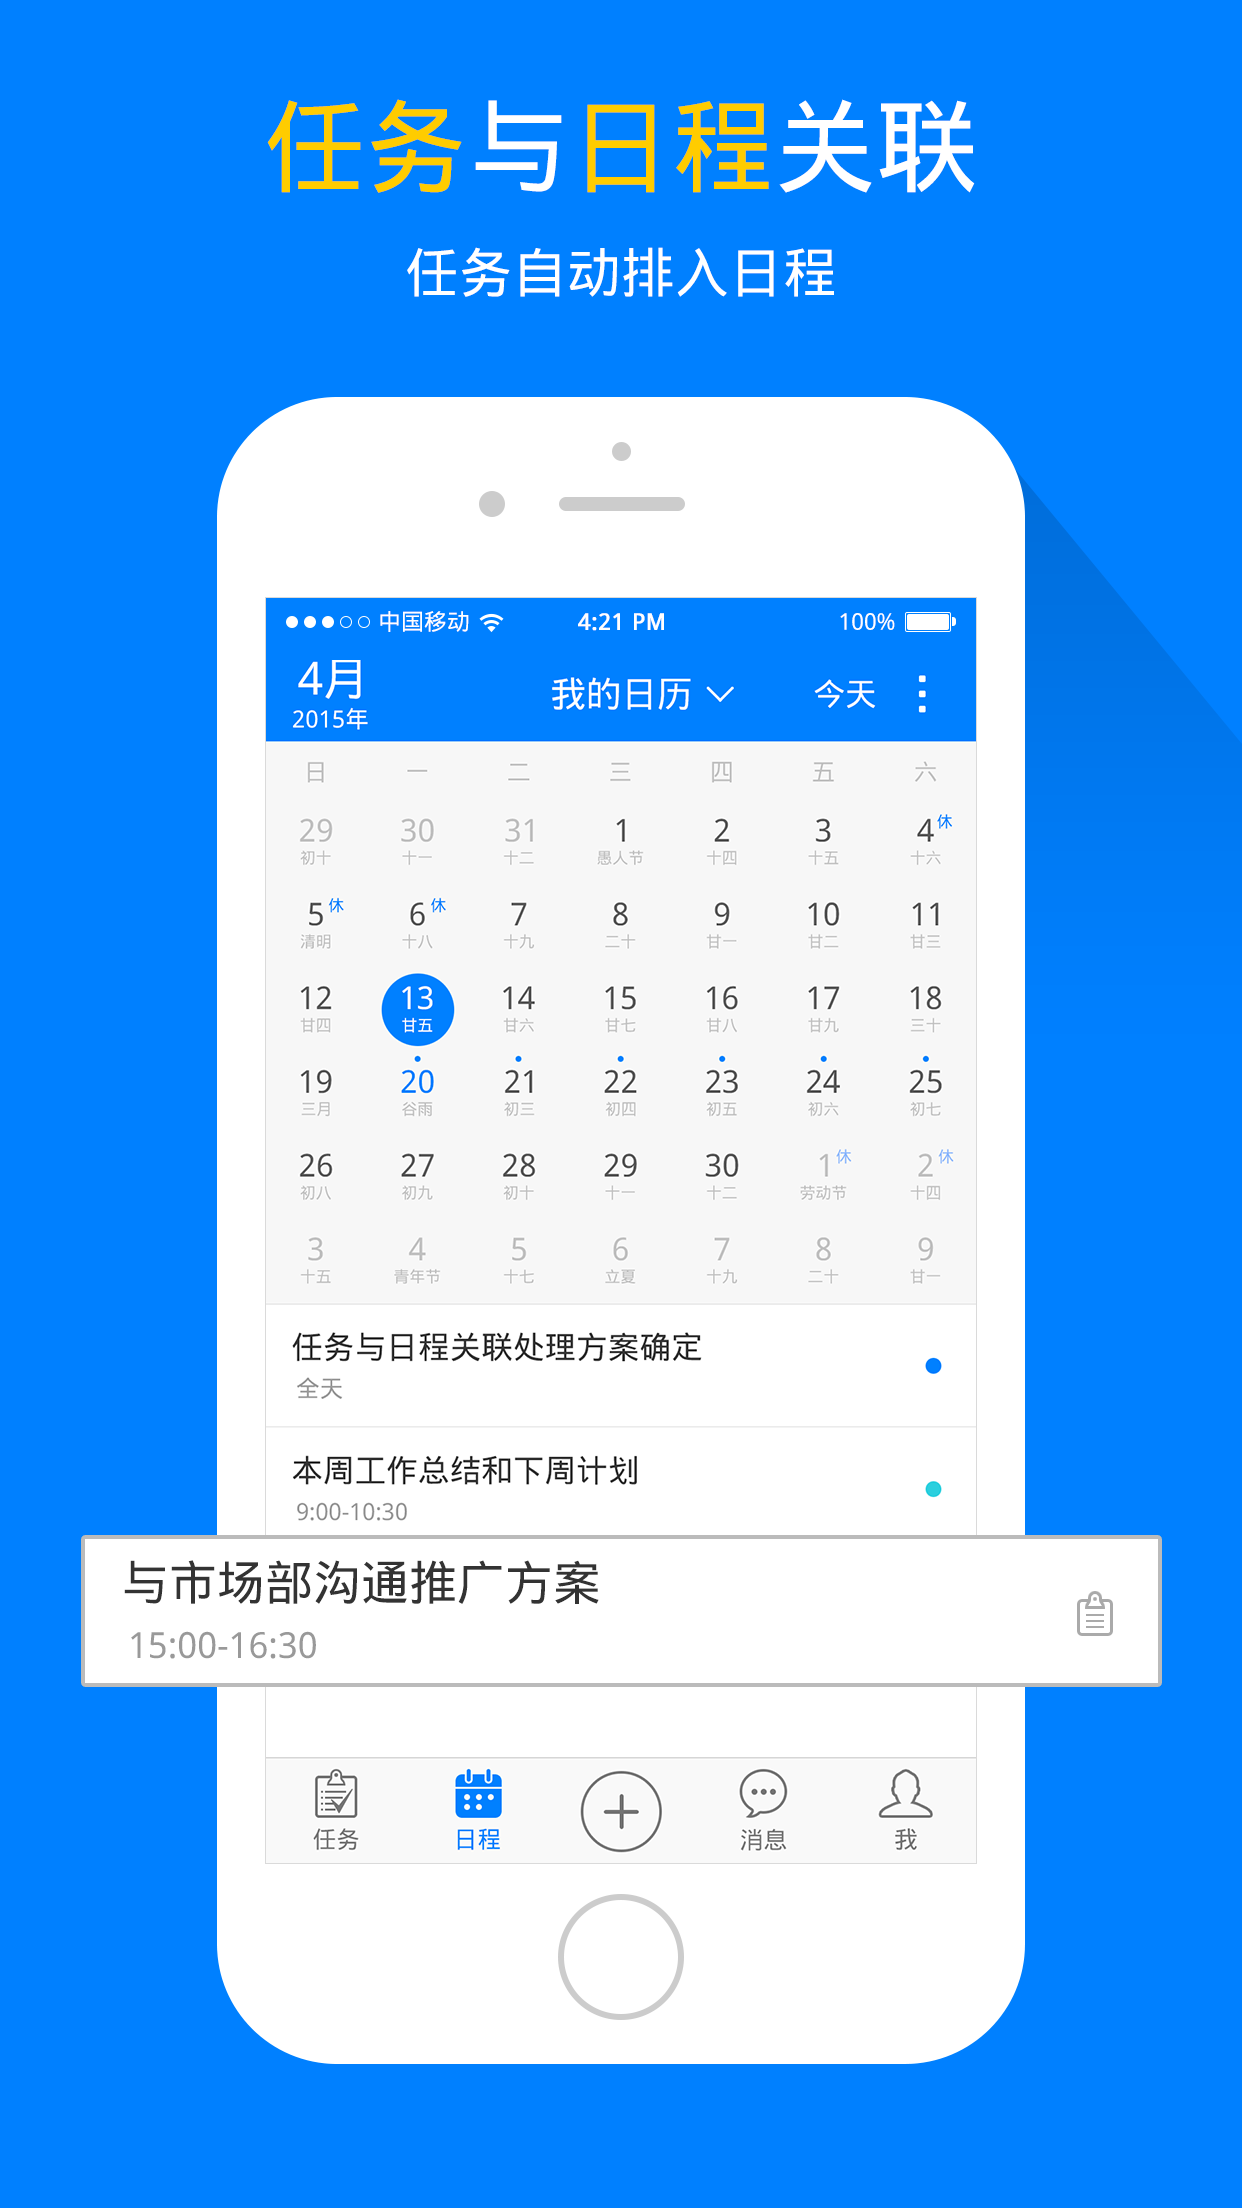 任务与日程关联
任务自动排入日程
中国移动 4:21 PM 100%
4月
2015年
我的日历 今天
日 一 二 三 四 五 六
29 30 31 1 2 3 4 休
初十 十一 十二 愚人节 十四 十五 十六
5 休 6 休 7 8 9 10 11
清明 十八 十九 二十 甘一 甘二 甘三
12 13 14 15 16 17 18
甘四 甘五 甘六 甘七 甘八 甘九 三十
19 20 21 22 23 24 25
三月 谷雨 初三 初四 初五 初六 初七
26 27 28 29 30 1 休 2 休
初八 初九 初十 十一 十二 劳动节 十四
3 4 5 6 7 8 9
十五 青年节 十七 立夏 十九 二十 甘一
任务与日程关联处理方案确定
全天
本周工作总结和下周计划
9:00-10:30
与市场部沟通推广方案
15:00-16:30
任务 日程 消息 我